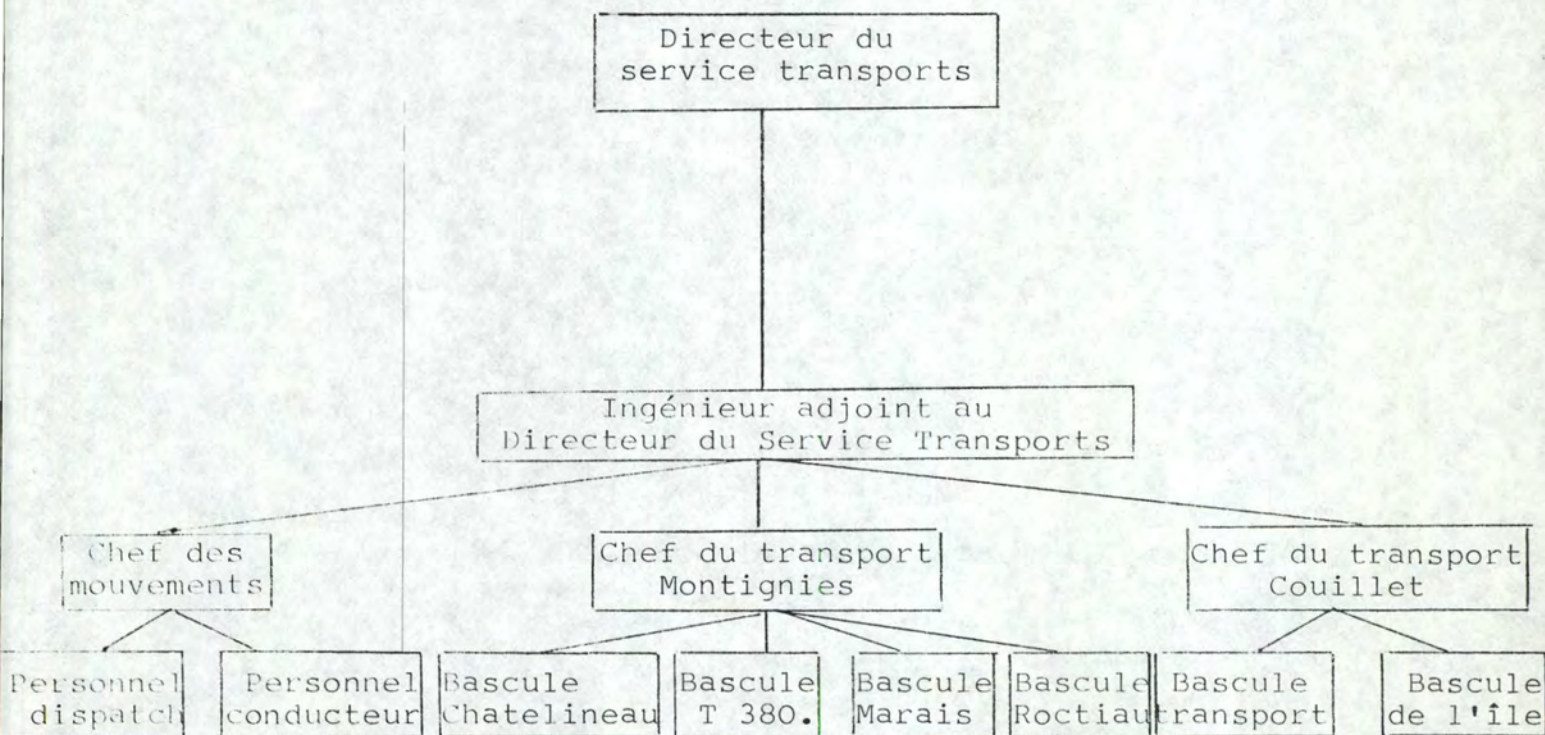 Directeur du
service transports
Ingénieur adjoint au
Directeur du Service Transports
Chef des
mouvements
Chef du transport
Montignies
Chef du transport
Couillet
Personnel
dispatch
Personnel
conducteur
Bascule
Chatelineau
Bascule
T 380.
Bascule
Marais
Bascule
Roctiau
Bascule
transport
Bascule
de l'île